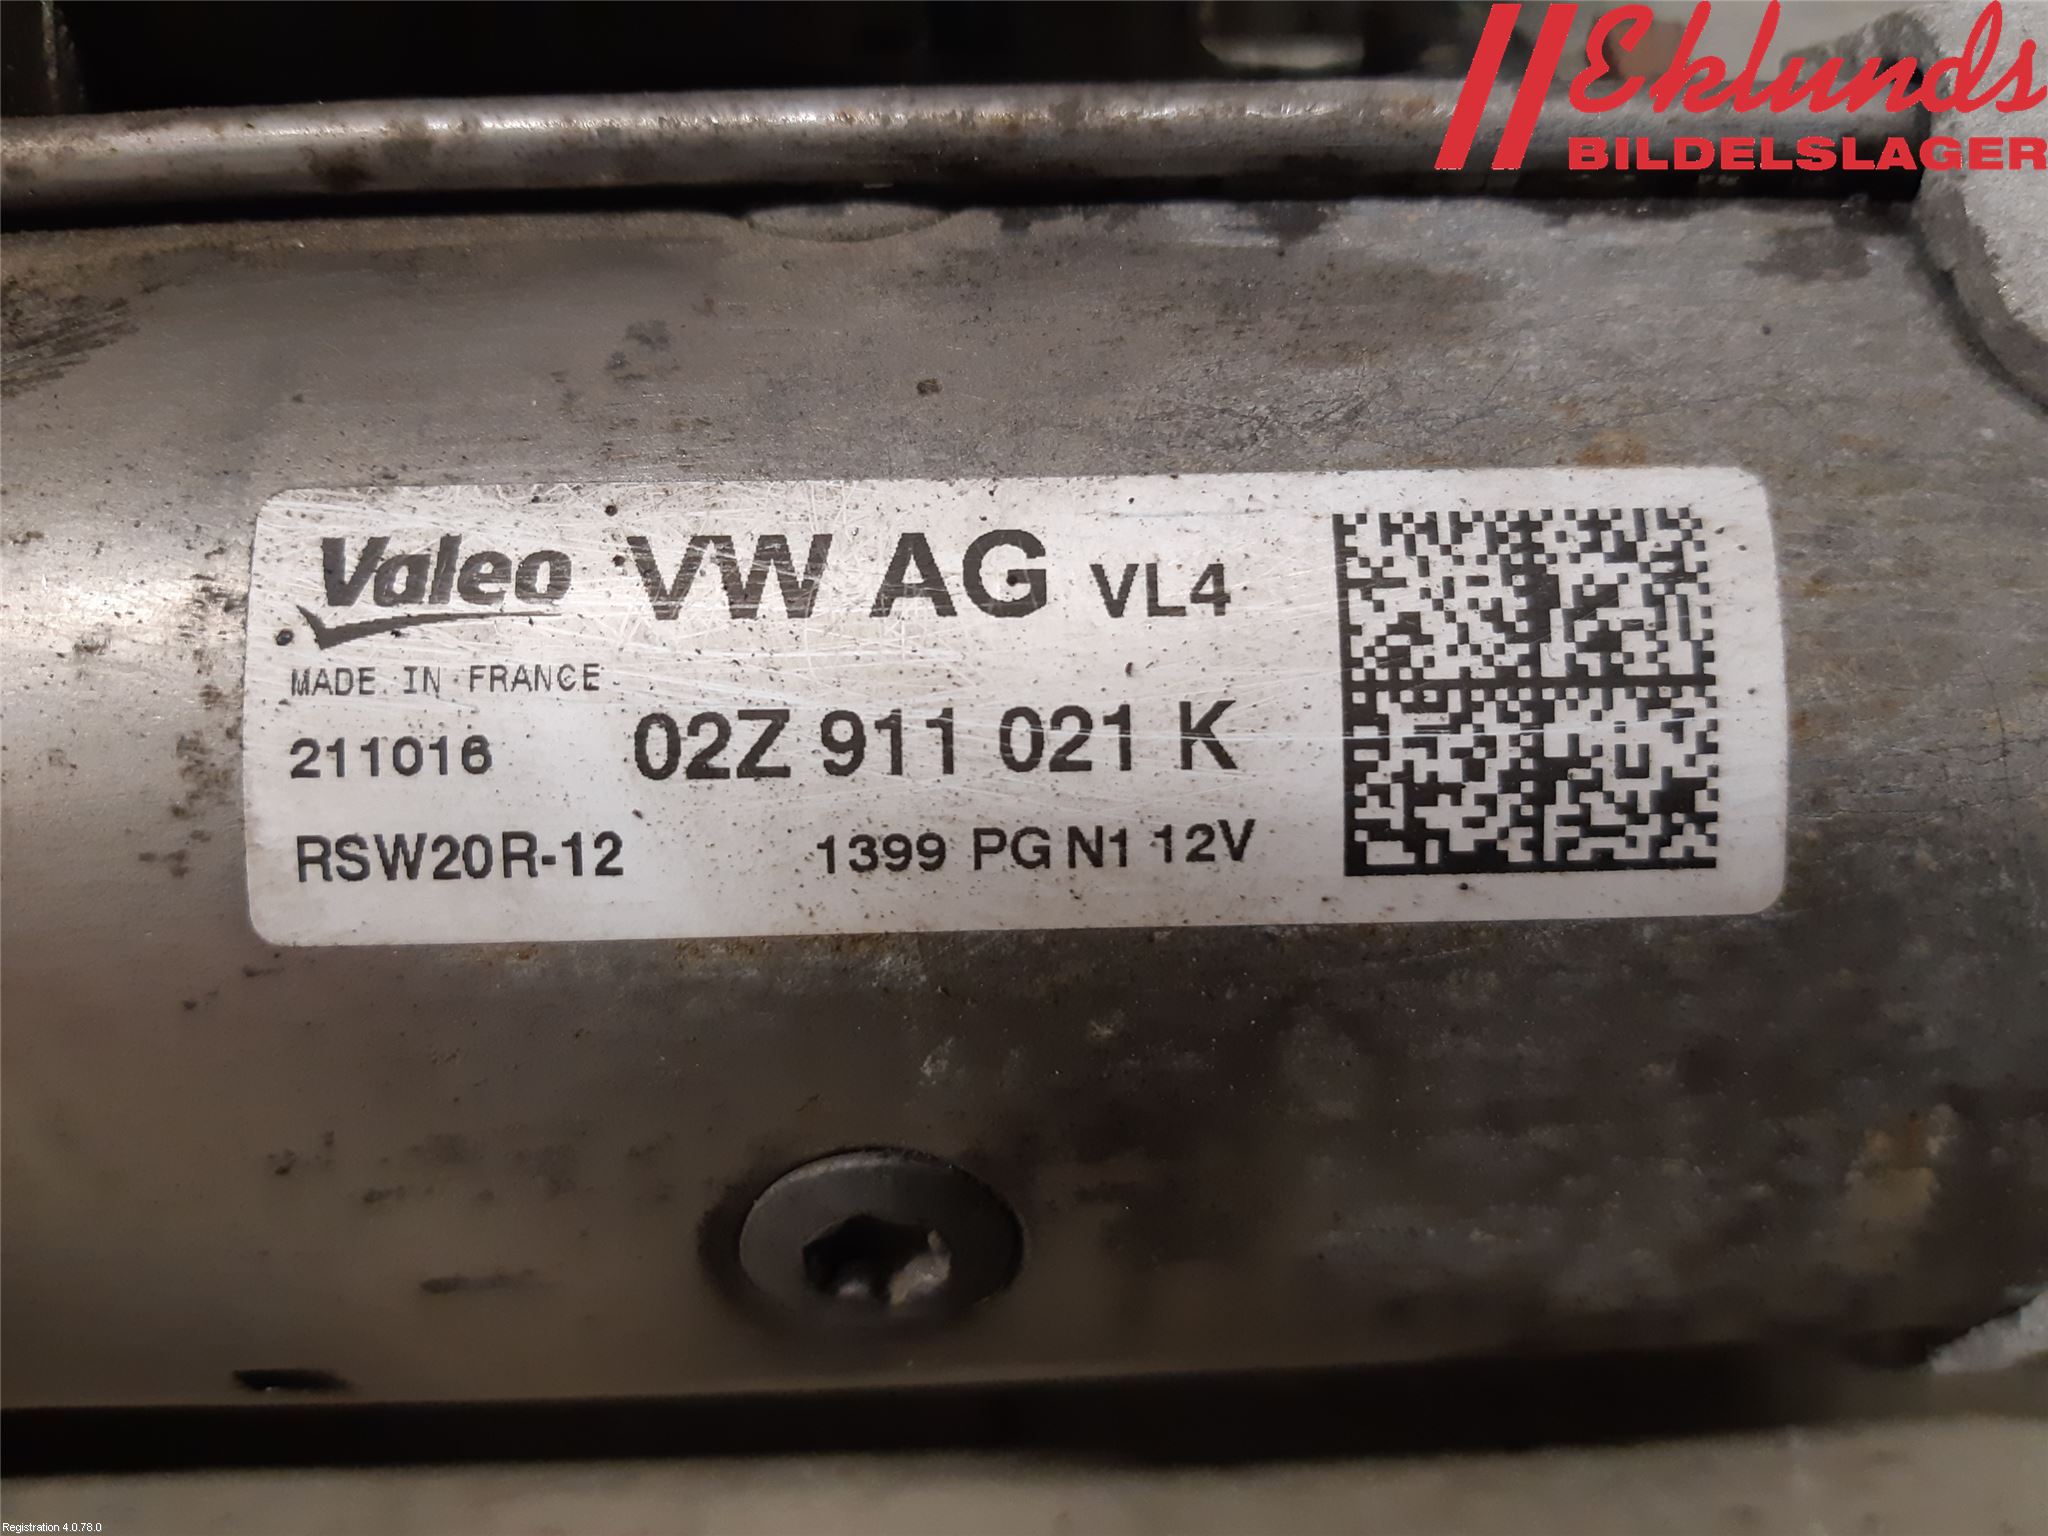 Eklunds
BILDELSLAGER
Valeo VW AG VL4
MADE IN FRANCE
211016 02Z 911 021 K
RSW20R-12 1399 PG N1 12V
Registration 4.0.78.0